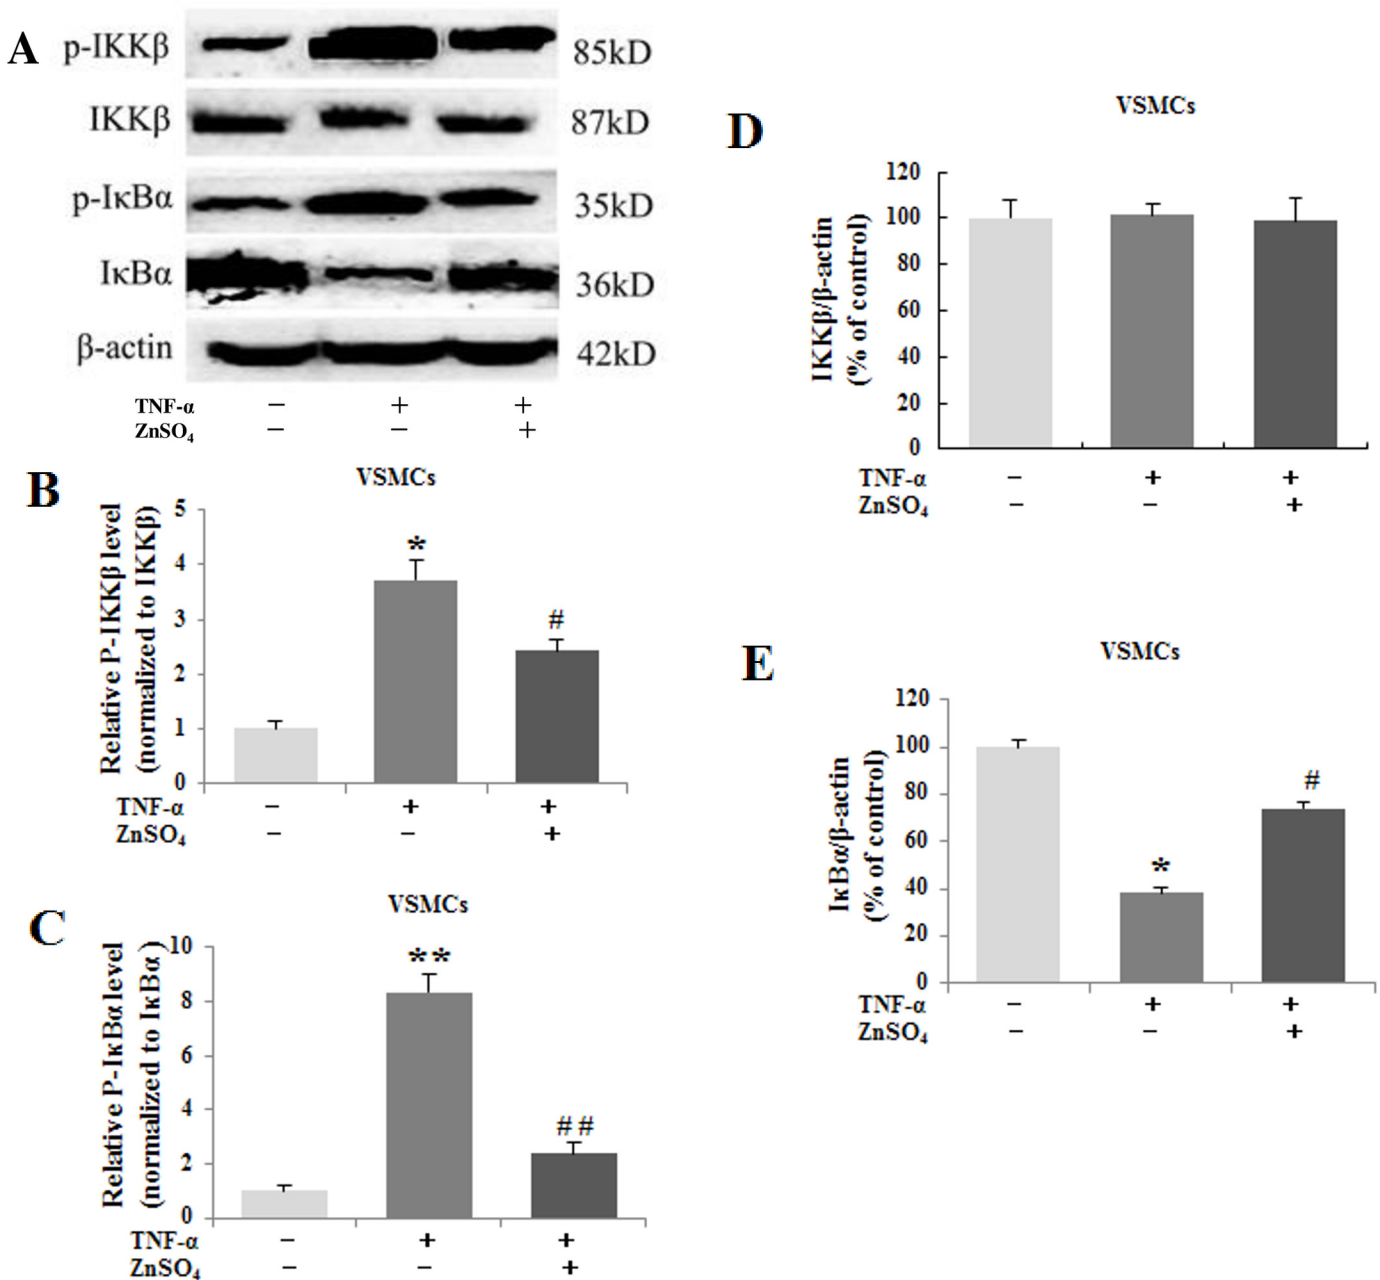 A
p-IKKβ 85kD
IKKβ 87kD
p-IκBα 35kD
IκBα 36kD
β-actin 42kD
TNF-α − + +
ZnSO₄ − − +
B
VSMCs
Relative P-IKKβ level
(normalized to IKKβ)
5
4
3
2
1
0
*
#
TNF-α − + +
ZnSO₄ − − +
C
VSMCs
Relative P-IκBα level
(normalized to IκBα)
10
8
6
4
2
0
**
##
TNF-α − + +
ZnSO₄ − − +
D
VSMCs
IKKβ/β-actin
(% of control)
120
100
80
60
40
20
0
TNF-α − + +
ZnSO₄ − − +
E
VSMCs
IκBα/β-actin
(% of control)
120
100
80
60
40
20
0
*
#
TNF-α − + +
ZnSO₄ − − +